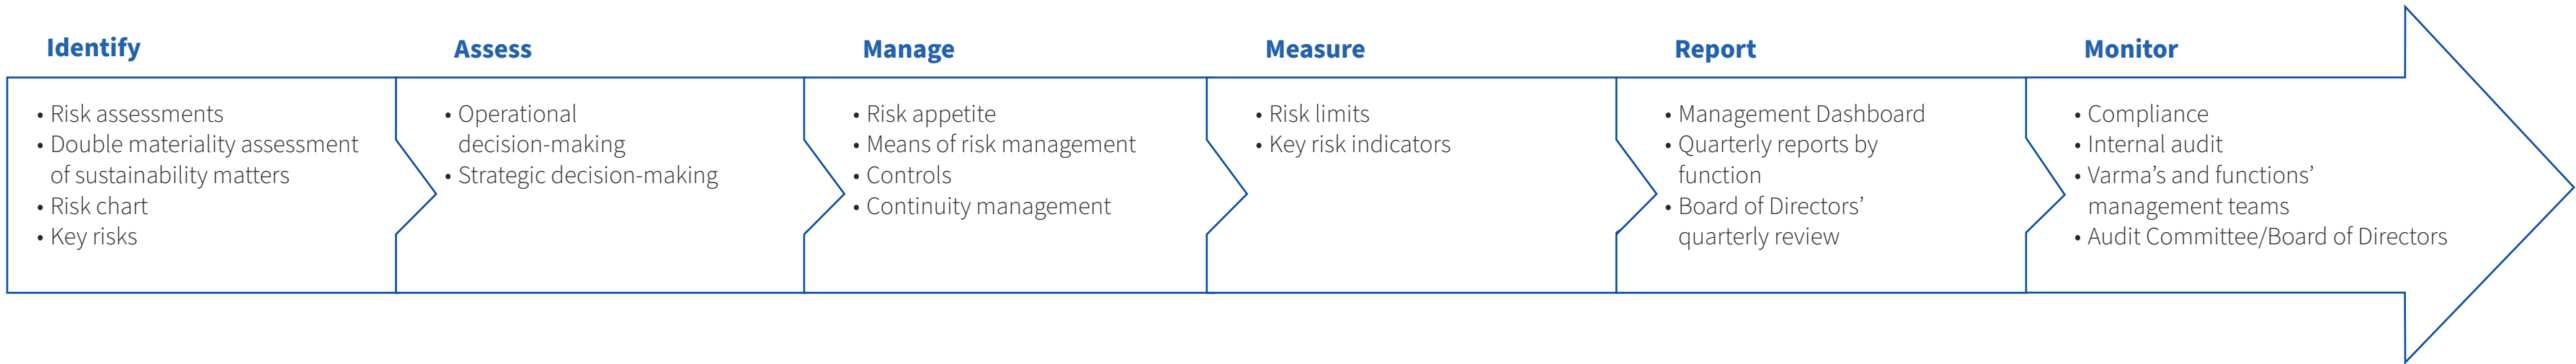 Identify
• Risk assessments
• Double materiality assessment
of sustainability matters
• Risk chart
• Key risks
Assess
• Operational
decision-making
• Strategic decision-making
Manage
• Risk appetite
• Means of risk management
• Controls
• Continuity management
Measure
• Risk limits
• Key risk indicators
Report
• Management Dashboard
• Quarterly reports by
function
• Board of Directors’
quarterly review
Monitor
• Compliance
• Internal audit
• Varma’s and functions’
management teams
• Audit Committee/Board of Directors